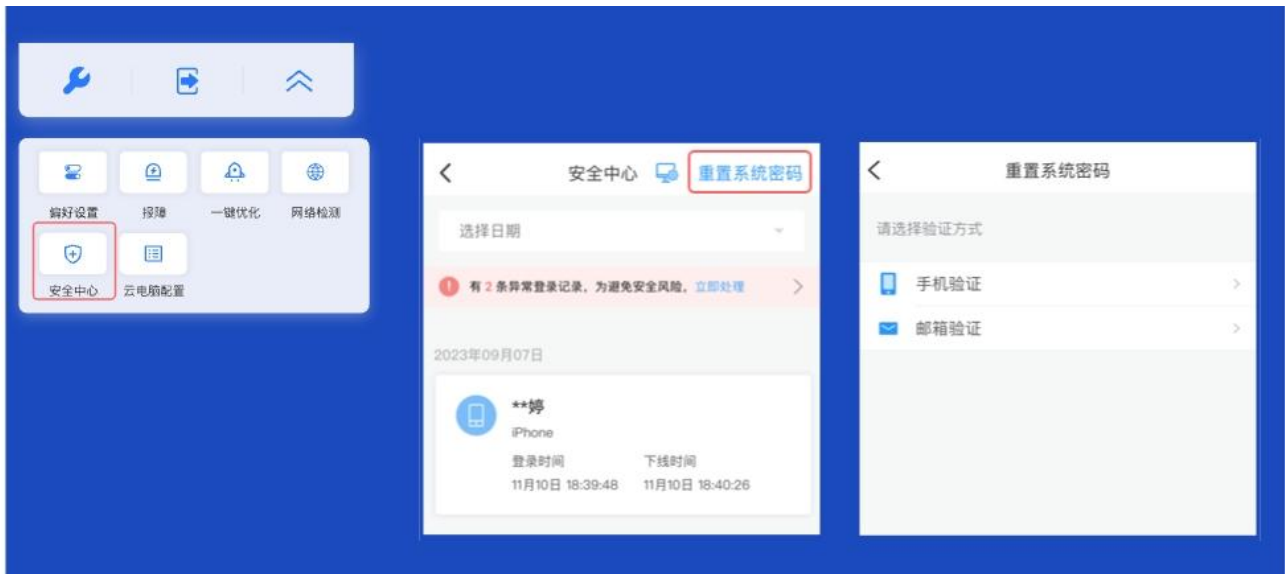 偏好设置 报障 一键优化 网络检测
安全中心 云电脑配置
安全中心 重置系统密码
选择日期
有 2 条异常登录记录，为避免安全风险，立即处理
2023年09月07日
**婷
iPhone
登录时间 下线时间
11月10日 18:39:48 11月10日 18:40:26
重置系统密码
请选择验证方式
手机验证
邮箱验证